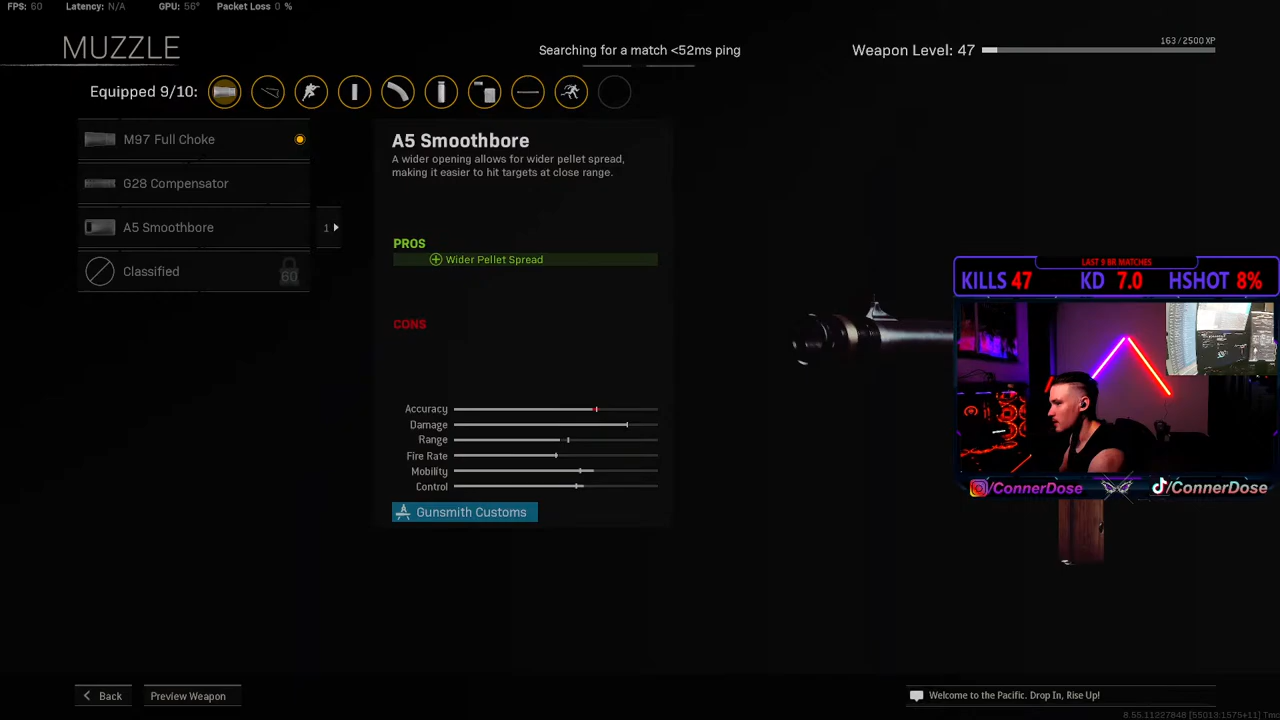 FPS: 60 Latency: N/A GPU: 56° Packet Loss 0 %
MUZZLE
Searching for a match <52ms ping
Weapon Level: 47
163 / 2500 XP
Equipped 9/10:
M97 Full Choke
G28 Compensator
A5 Smoothbore
1
Classified
60
A5 Smoothbore
A wider opening allows for wider pellet spread,
making it easier to hit targets at close range.
PROS
Wider Pellet Spread
CONS
Accuracy
Damage
Range
Fire Rate
Mobility
Control
Gunsmith Customs
LAST 9 BR MATCHES
KILLS 47 KD 7.0 HSHOT 8%
/ConnerDose /ConnerDose
Back
Preview Weapon
Welcome to the Pacific. Drop In, Rise Up!